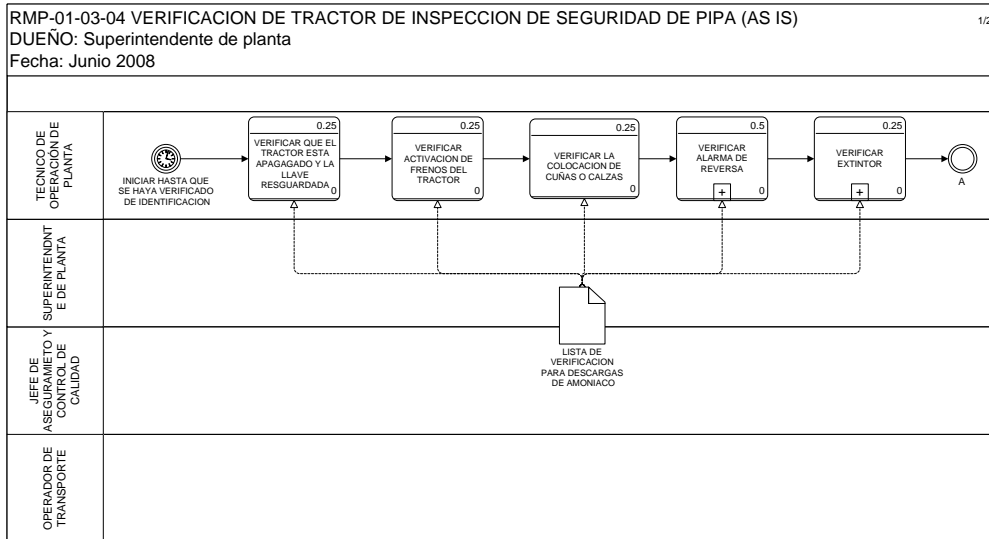 RMP-01-03-04 VERIFICACION DE TRACTOR DE INSPECCION DE SEGURIDAD DE PIPA (AS IS)
1/2
DUEÑO: Superintendente de planta
Fecha: Junio 2008
TECNICO DE
OPERACIÓN DE
PLANTA
INICIAR HASTA QUE
SE HAYA VERIFICADO
DE IDENTIFICACION
0.25
VERIFICAR QUE EL
TRACTOR ESTA
APAGAGADO Y LA
LLAVE
RESGUARDADA
0
0.25
VERIFICAR
ACTIVACION DE
FRENOS DEL
TRACTOR
0
0.25
VERIFICAR LA
COLOCACION DE
CUÑAS O CALZAS
0
0.5
VERIFICAR
ALARMA DE
REVERSA
+
0
0.25
VERIFICAR
EXTINTOR
+
0
A
SUPERINTENDNT
E DE PLANTA
LISTA DE
VERIFICACION
PARA DESCARGAS
DE AMONIACO
JEFE DE
ASEGURAMIETO Y
CONTROL DE
CALIDAD
OPERADOR DE
TRANSPORTE